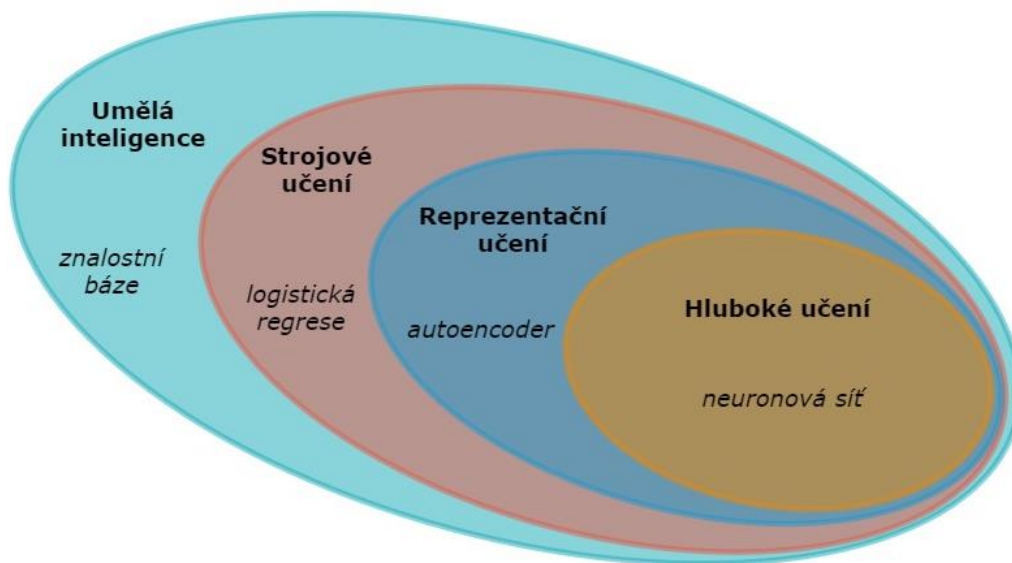 Umělá
inteligence
znalostní
báze
Strojové
učení
logistická
regrese
Reprezentační
učení
autoencoder
Hluboké učení
neuronová síť